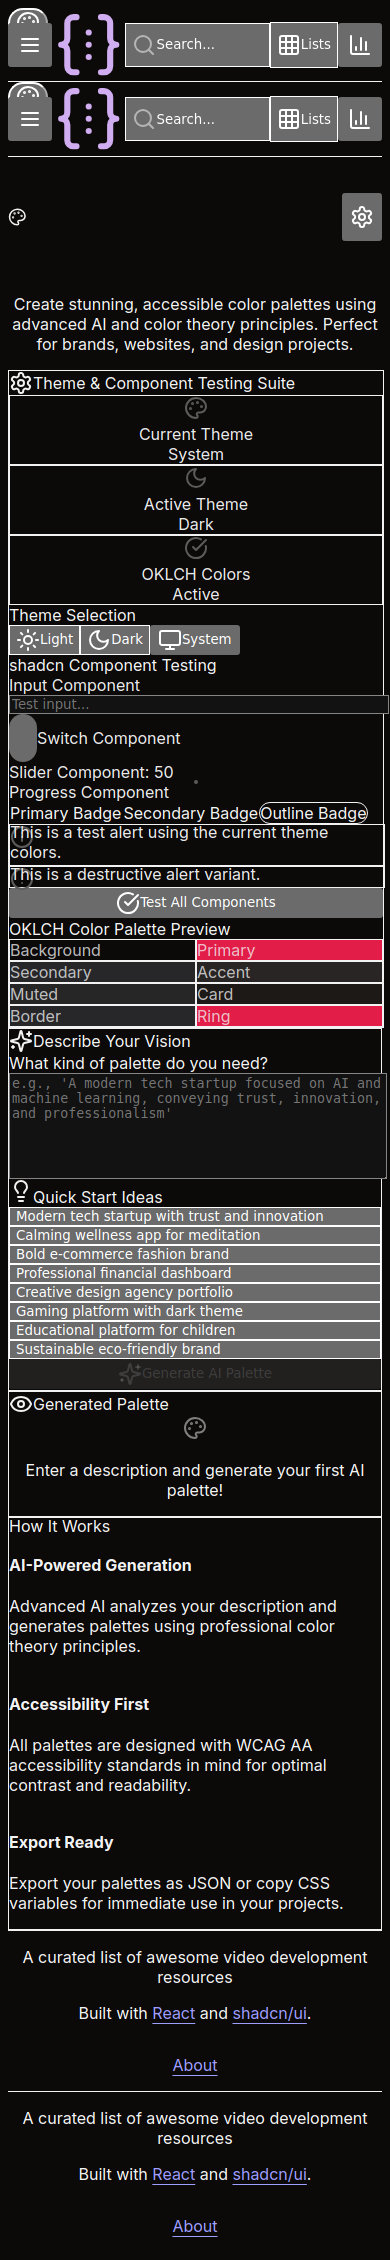 Search...
Lists
Search...
Lists
Create stunning, accessible color palettes using
advanced AI and color theory principles. Perfect
for brands, websites, and design projects.
Theme & Component Testing Suite
Current Theme
System
Active Theme
Dark
OKLCH Colors
Active
Theme Selection
Light
Dark
System
shadcn Component Testing
Input Component
Test input...
Switch Component
Slider Component: 50
Progress Component
Primary Badge
Secondary Badge
Outline Badge
This is a test alert using the current theme
colors.
This is a destructive alert variant.
Test All Components
OKLCH Color Palette Preview
Background
Primary
Secondary
Accent
Muted
Card
Border
Ring
Describe Your Vision
What kind of palette do you need?
e.g., 'A modern tech startup focused on AI and
machine learning, conveying trust, innovation,
and professionalism'
Quick Start Ideas
Modern tech startup with trust and innovation
Calming wellness app for meditation
Bold e-commerce fashion brand
Professional financial dashboard
Creative design agency portfolio
Gaming platform with dark theme
Educational platform for children
Sustainable eco-friendly brand
Generate AI Palette
Generated Palette
Enter a description and generate your first AI
palette!
How It Works
AI-Powered Generation
Advanced AI analyzes your description and
generates palettes using professional color
theory principles.
Accessibility First
All palettes are designed with WCAG AA
accessibility standards in mind for optimal
contrast and readability.
Export Ready
Export your palettes as JSON or copy CSS
variables for immediate use in your projects.
A curated list of awesome video development
resources
Built with React and shadcn/ui.
About
A curated list of awesome video development
resources
Built with React and shadcn/ui.
About